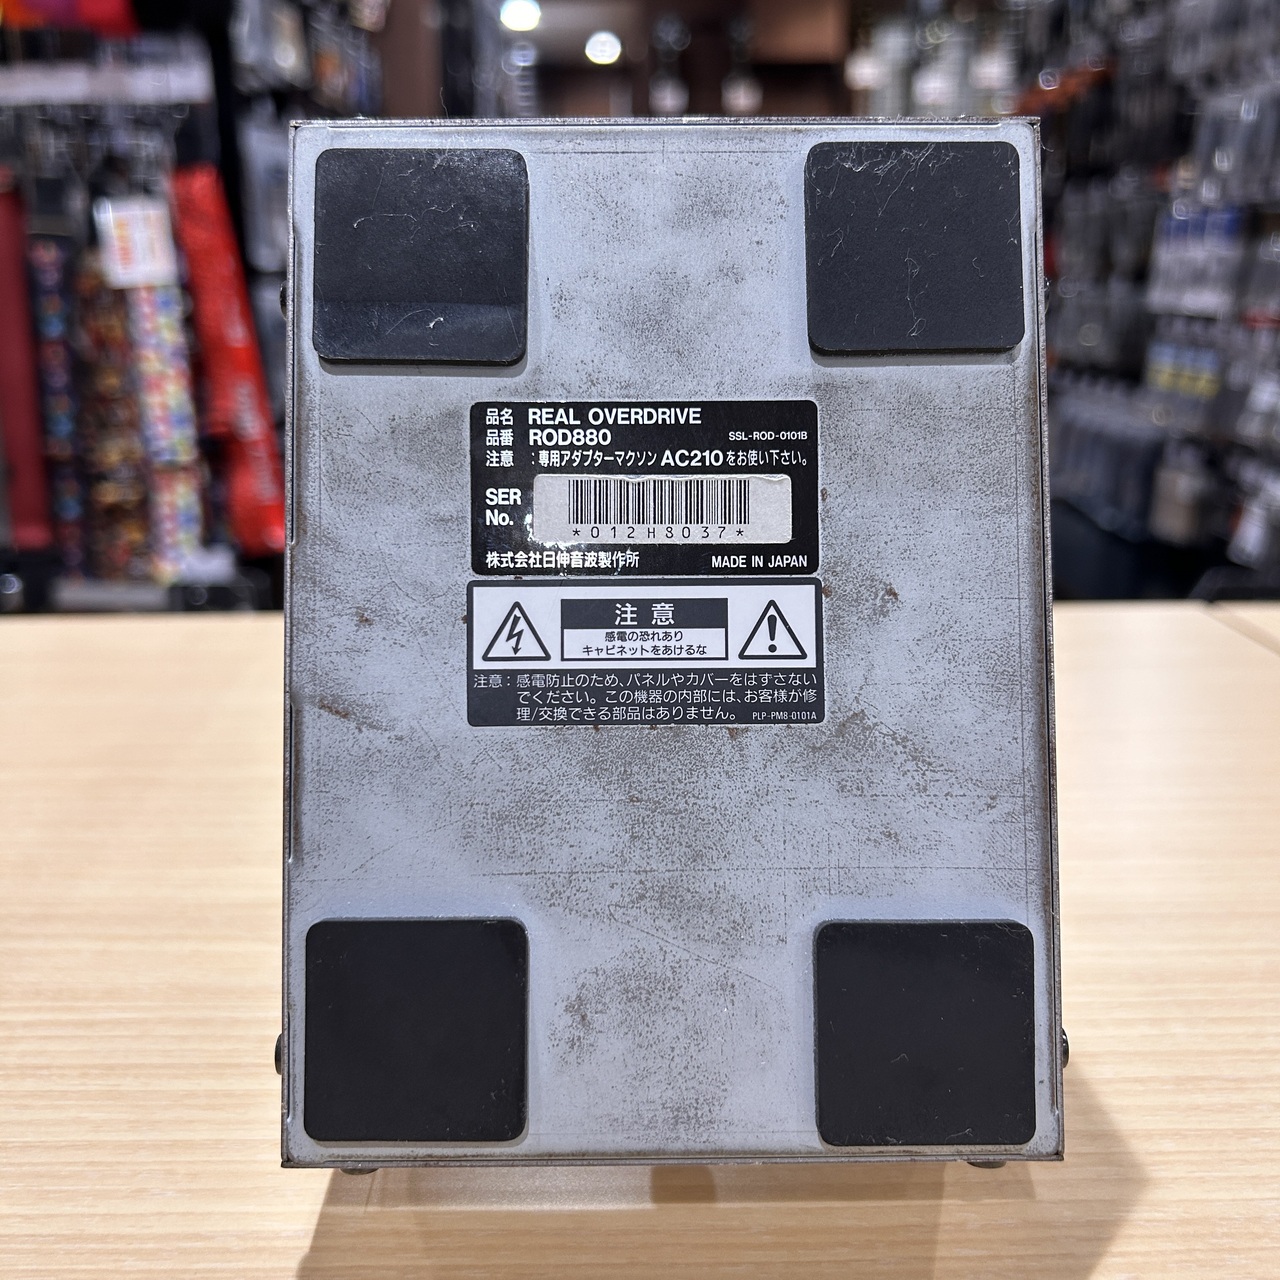 品名 REAL OVERDRIVE
品番 ROD880 SSL-ROD-0101B
注意 :専用アダプターマクソン AC210をお使い下さい。
SER No.
*012H8037*
株式会社日伸音波製作所 MADE IN JAPAN
注意
感電の恐れあり
キャビネットをあけるな
注意:感電防止のため、パネルやカバーをはずさない
でください。この機器の内部には、お客様が修
理/交換できる部品はありません。 PLP-PM8-0101A